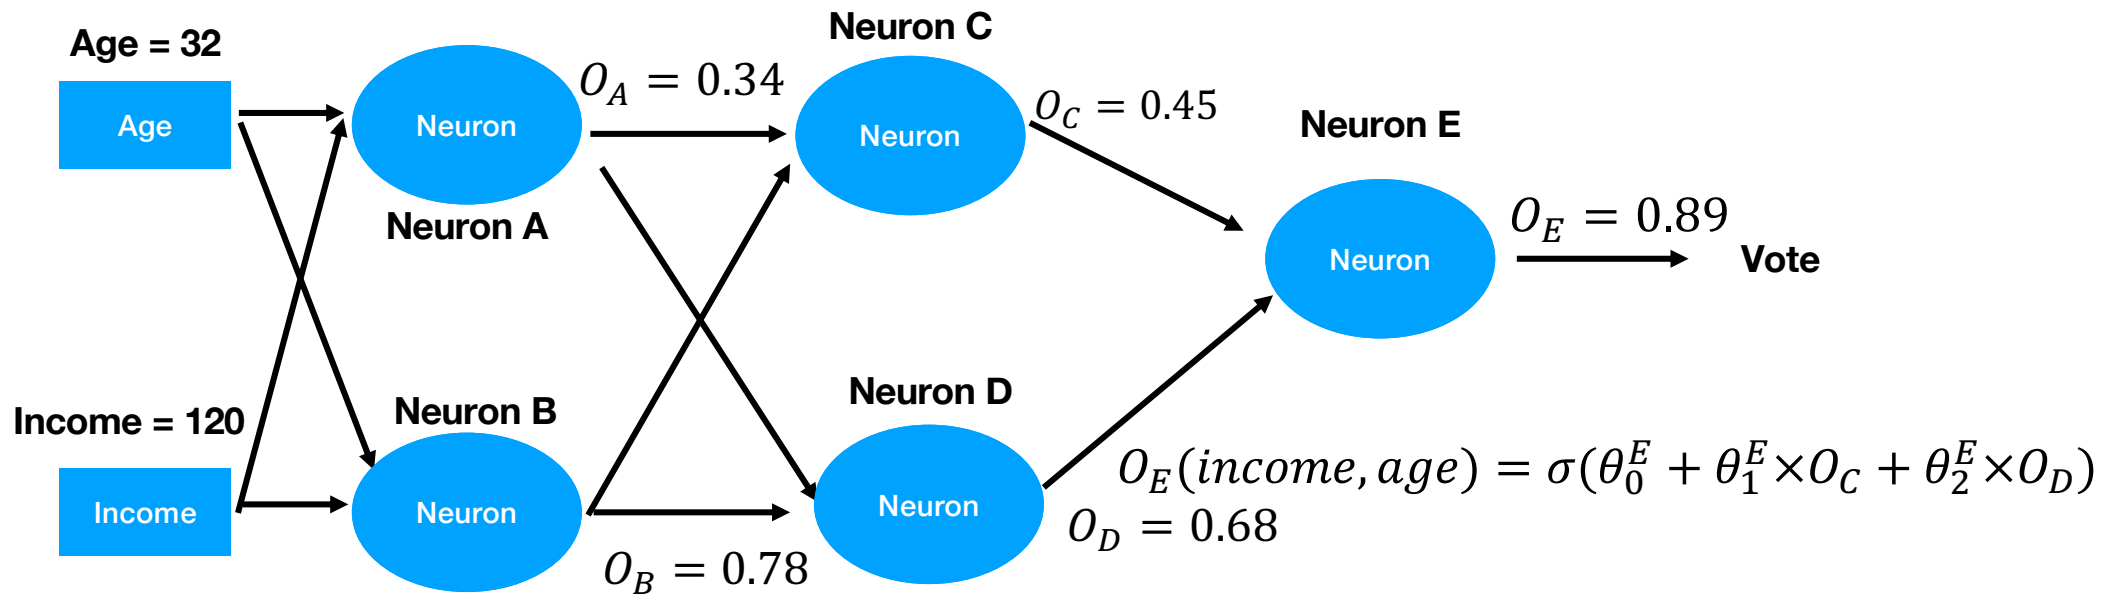 Age = 32
Age
Neuron
Neuron A
O_A = 0.34
Neuron C
Neuron
O_C = 0.45
Neuron E
Neuron
O_E = 0.89
Vote
Income = 120
Income
Neuron B
Neuron
O_B = 0.78
Neuron D
Neuron
O_E(income, age) = σ(θ_0^E + θ_1^E × O_C + θ_2^E × O_D)
O_D = 0.68